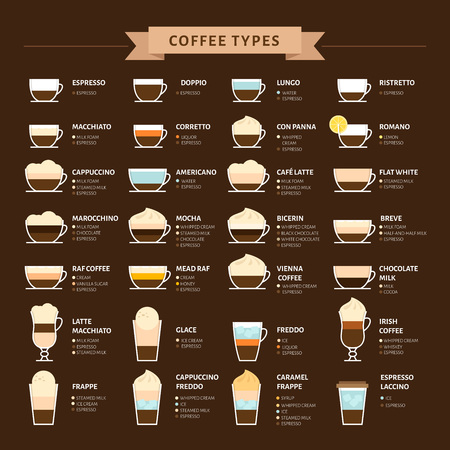 COFFEE TYPES
ESPRESSO
ESPRESSO
DOPPIO
ESPRESSO
LUNGO
WATER
ESPRESSO
RISTRETTO
ESPRESSO
MACCHIATO
MILK FOAM
ESPRESSO
CORRETTO
LIQUOR
ESPRESSO
CON PANNA
WHIPPED
CREAM
ESPRESSO
ROMANO
LEMON
ESPRESSO
CAPPUCCINO
MILK FOAM
STEAMED MILK
ESPRESSO
AMERICANO
WATER
ESPRESSO
CAFÉ LATTE
MILK FOAM
STEAMED MILK
ESPRESSO
FLAT WHITE
STEAMED MILK
ESPRESSO
MAROCCHINO
MILK FOAM
CHOCOLATE
ESPRESSO
MOCHA
WHIPPED CREAM
STEAMED MILK
CHOCOLATE
ESPRESSO
BICERIN
WHIPPED CREAM
BLACK CHOCOLATE
WHITE CHOCOLATE
ESPRESSO
BREVE
MILK FOAM
HALF-AND-HALF MILK
ESPRESSO
RAF COFFEE
CREAM
VANILLA SUGAR
ESPRESSO
MEAD RAF
CREAM
HONEY
ESPRESSO
VIENNA
COFFEE
WHIPPED CREAM
ESPRESSO
CHOCOLATE
MILK
MILK
COCOA
LATTE
MACCHIATO
MILK FOAM
ESPRESSO
STEAMED MILK
GLACE
ICE CREAM
ESPRESSO
FREDDO
ICE
LIQUOR
ESPRESSO
IRISH
COFFEE
WHIPPED CREAM
WHISKEY
ESPRESSO
FRAPPE
ICE CREAM
STEAMED MILK
ESPRESSO
CAPPUCCINO
FREDDO
WHIPPED CREAM
ICE
STEAMED MILK
ESPRESSO
CARAMEL
FRAPPE
SYRUP
WHIPPED CREAM
ICE
STEAMED MILK
ESPRESSO
ESPRESSO
LACCINO
ICE
STEAMED MILK
ESPRESSO